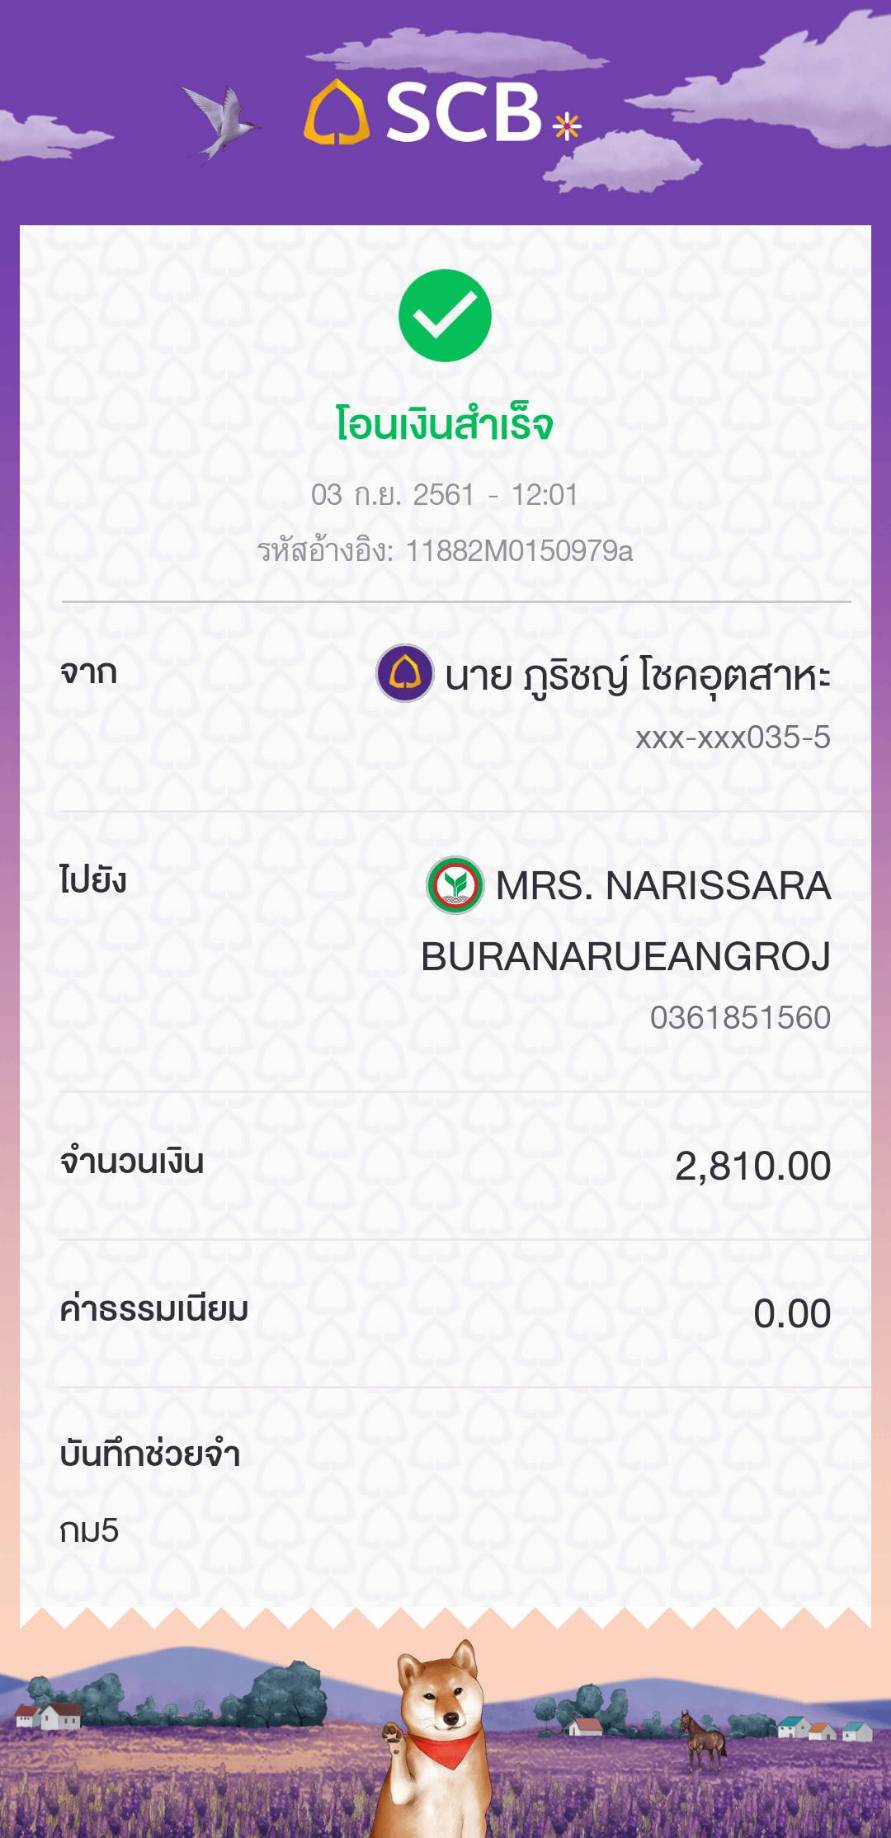 SCB
โอนเงินสำเร็จ
03 ก.ย. 2561 - 12:01
รหัสอ้างอิง: 11882M0150979a
จาก
นาย ภูริชญ์ โชคอุตสาหะ
xxx-xxx035-5
ไปยัง
MRS. NARISSARA
BURANARUEANGROJ
0361851560
จำนวนเงิน
2,810.00
ค่าธรรมเนียม
0.00
บันทึกช่วยจำ
กม5